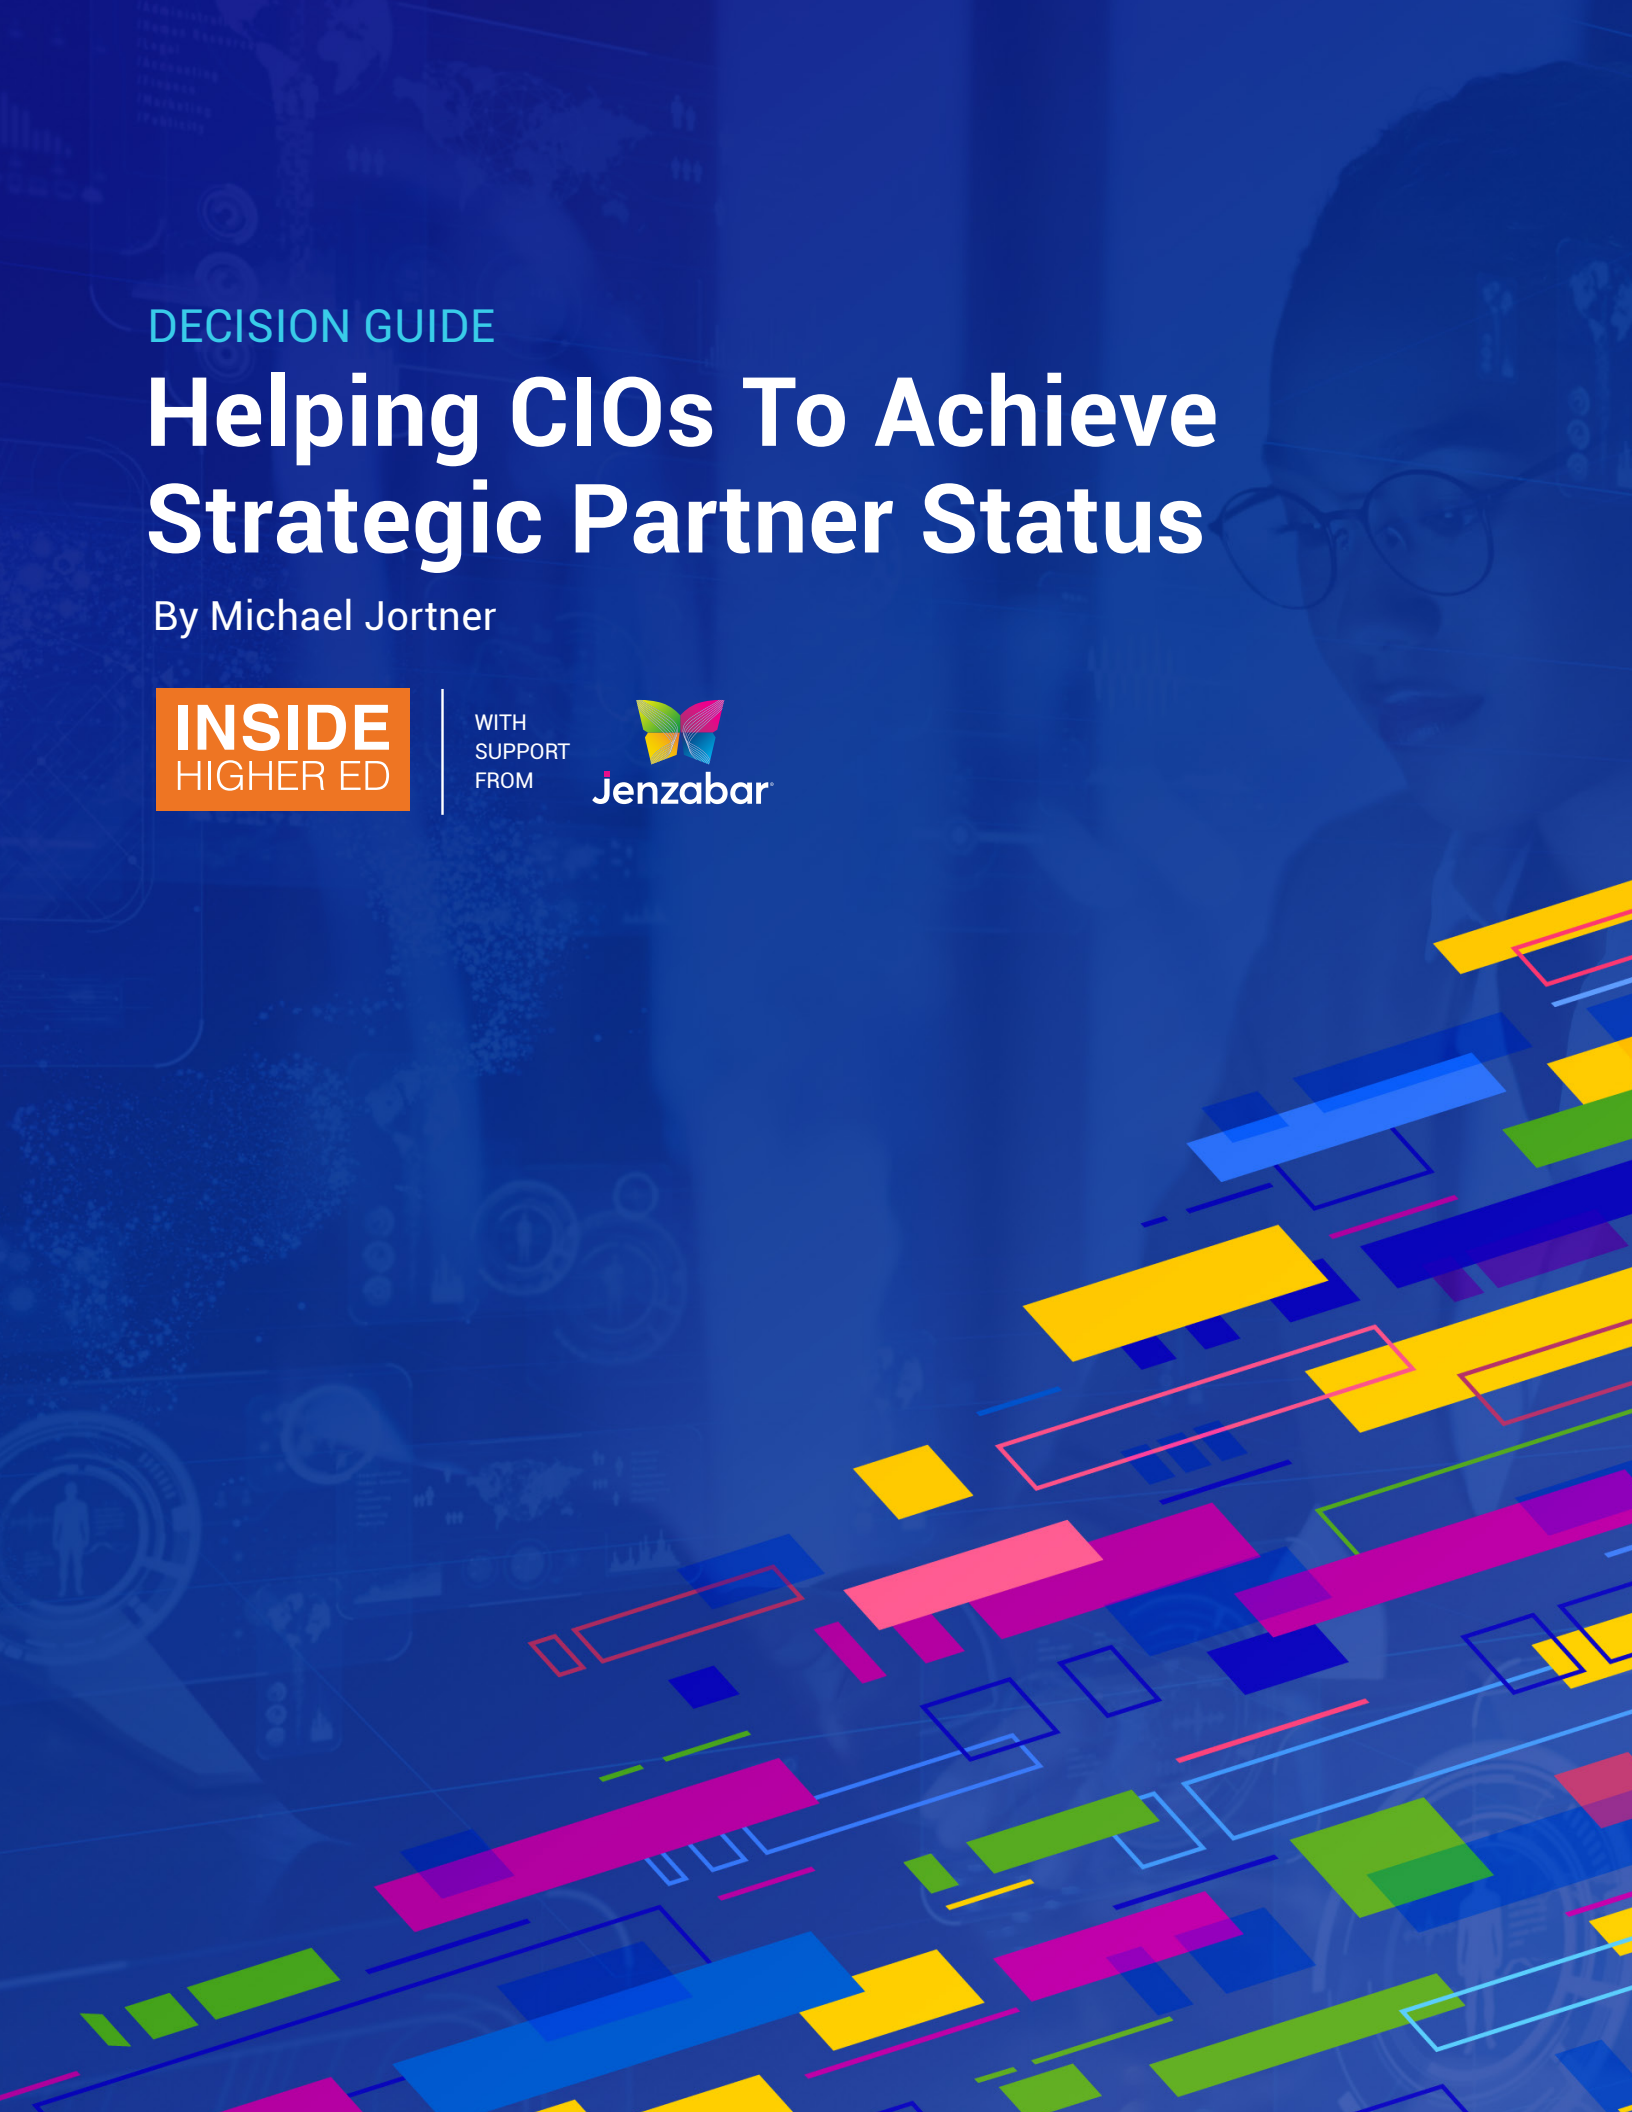 DECISION GUIDE
Helping CIOs To Achieve
Strategic Partner Status
By Michael Jortner
INSIDE
HIGHER ED
WITH
SUPPORT
FROM
jenzabar